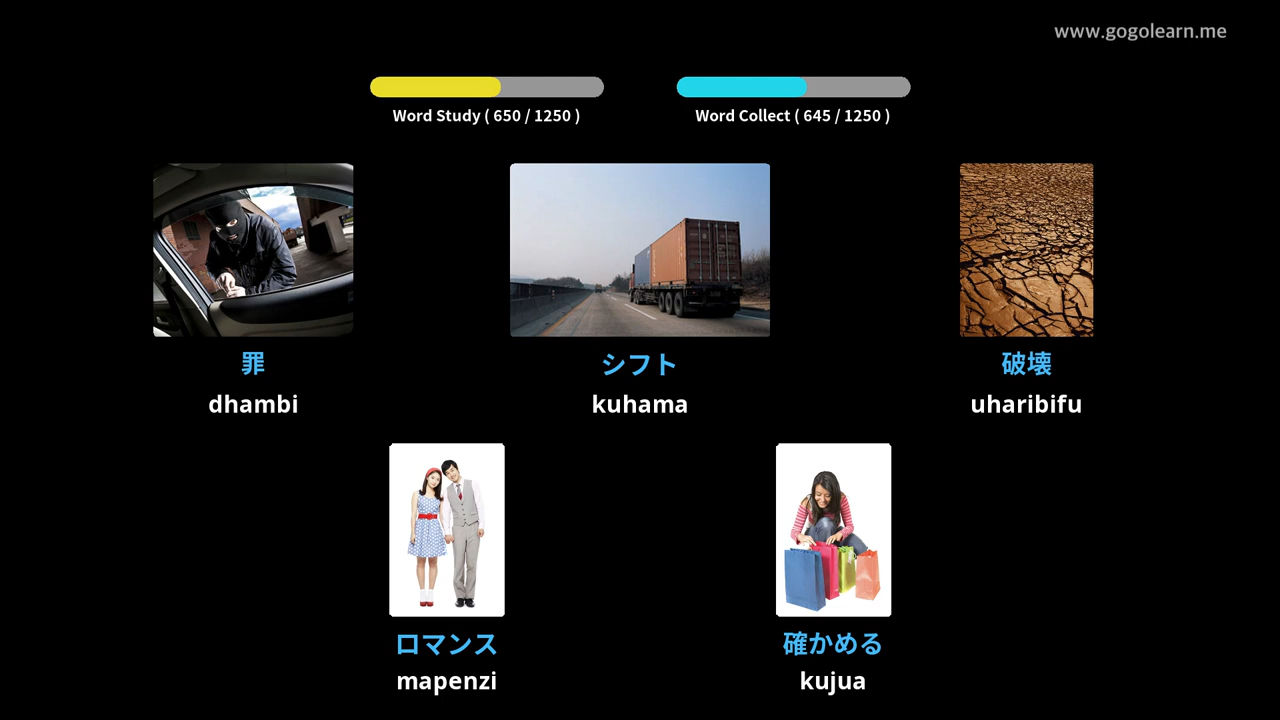 www.gogolearn.me
Word Study ( 650 / 1250 )
Word Collect ( 645 / 1250 )
罪
シフト
破壊
dhambi
kuhama
uharibifu
ロマンス
確かめる
mapenzi
kujua